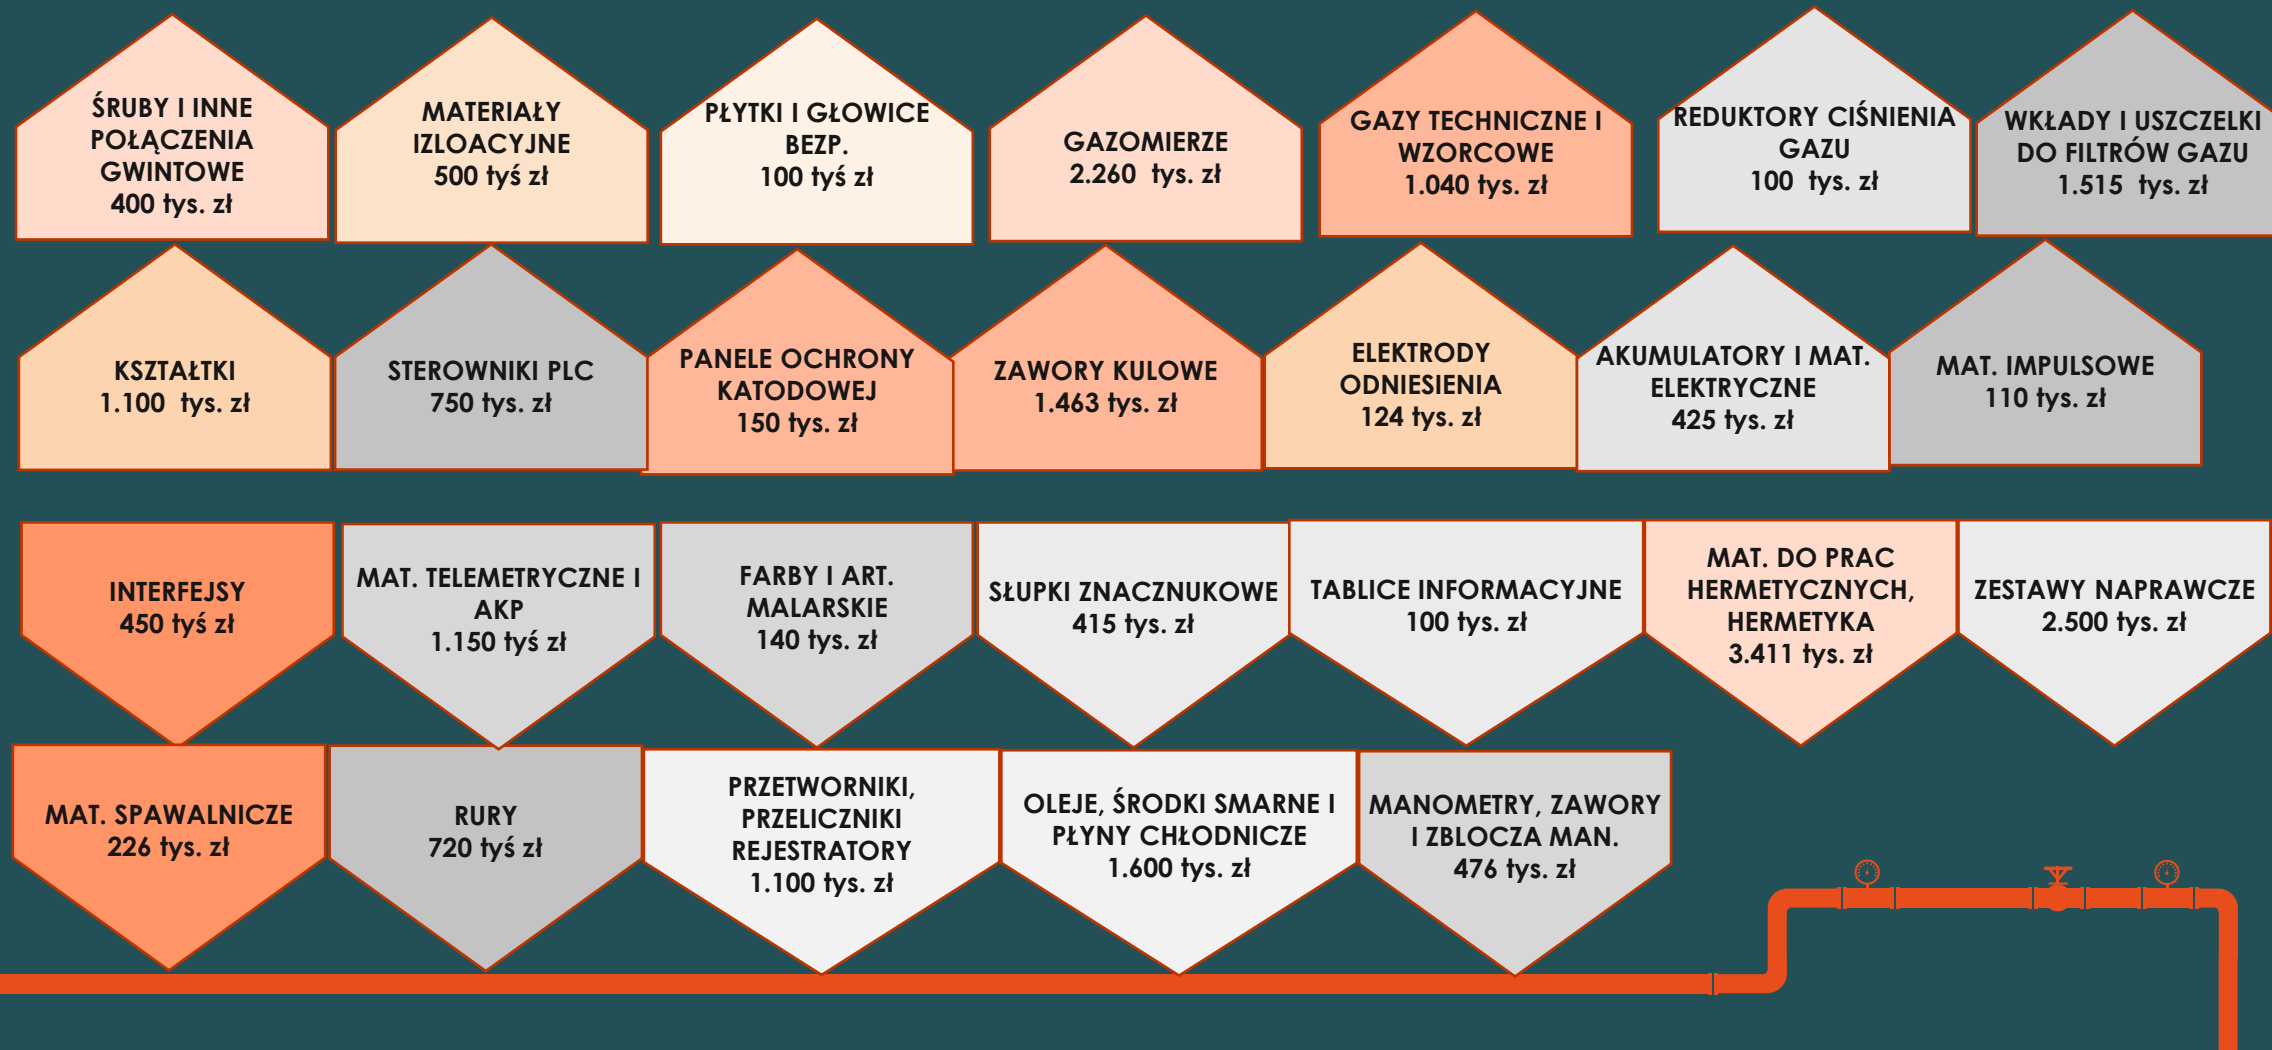 ŚRUBY I INNE
POŁĄCZENIA
GWINTOWE
400 tys. zł
MATERIAŁY
IZLOACYJNE
500 tyś zł
PŁYTKI I GŁOWICE
BEZP.
100 tyś zł
GAZOMIERZE
2.260 tys. zł
GAZY TECHNICZNE I
WZORCOWE
1.040 tys. zł
REDUKTORY CIŚNIENIA
GAZU
100 tys. zł
WKŁADY I USZCZELKI
DO FILTRÓW GAZU
1.515 tys. zł
KSZTAŁTKI
1.100 tys. zł
STEROWNIKI PLC
750 tys. zł
PANELE OCHRONY
KATODOWEJ
150 tys. zł
ZAWORY KULOWE
1.463 tys. zł
ELEKTRODY
ODNIESIENIA
124 tys. zł
AKUMULATORY I MAT.
ELEKTRYCZNE
425 tys. zł
MAT. IMPULSOWE
110 tys. zł
INTERFEJSY
450 tyś zł
MAT. TELEMETRYCZNE I
AKP
1.150 tyś zł
FARBY I ART.
MALARSKIE
140 tys. zł
SŁUPKI ZNACZNUKOWE
415 tys. zł
TABLICE INFORMACYJNE
100 tys. zł
MAT. DO PRAC
HERMETYCZNYCH,
HERMETYKA
3.411 tys. zł
ZESTAWY NAPRAWCZE
2.500 tys. zł
MAT. SPAWALNICZE
226 tys. zł
RURY
720 tyś zł
PRZETWORNIKI,
PRZELICZNIKI
REJESTRATORY
1.100 tys. zł
OLEJE, ŚRODKI SMARNE I
PŁYNY CHŁODNICZE
1.600 tys. zł
MANOMETRY, ZAWORY
I ZBLOCZA MAN.
476 tys. zł